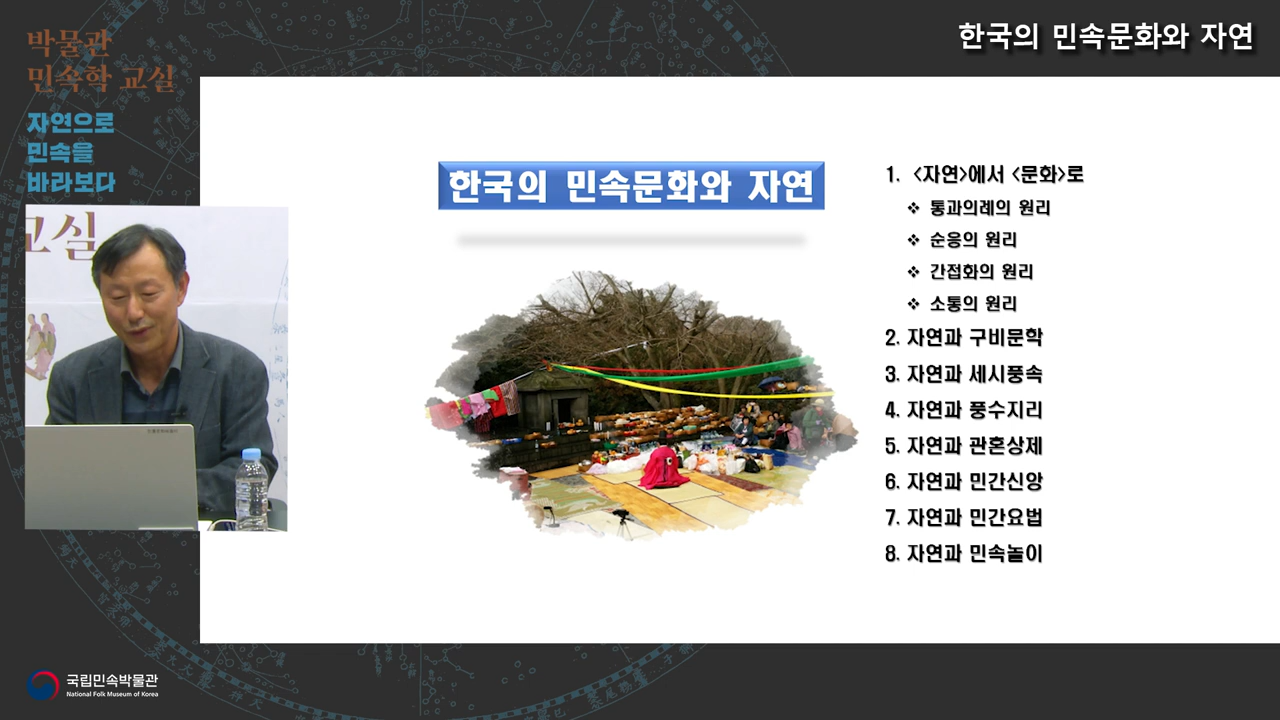 박물관
민속학 교실
자연으로
민속을
바라보다
한국의 민속문화와 자연
교실
한국의 민속문화와 자연
1. <자연>에서 <문화>로
❖ 통과의례의 원리
❖ 순응의 원리
❖ 간접화의 원리
❖ 소통의 원리
2. 자연과 구비문학
3. 자연과 세시풍속
4. 자연과 풍수지리
5. 자연과 관혼상제
6. 자연과 민간신앙
7. 자연과 민간요법
8. 자연과 민속놀이
국립민속박물관
National Folk Museum of Korea